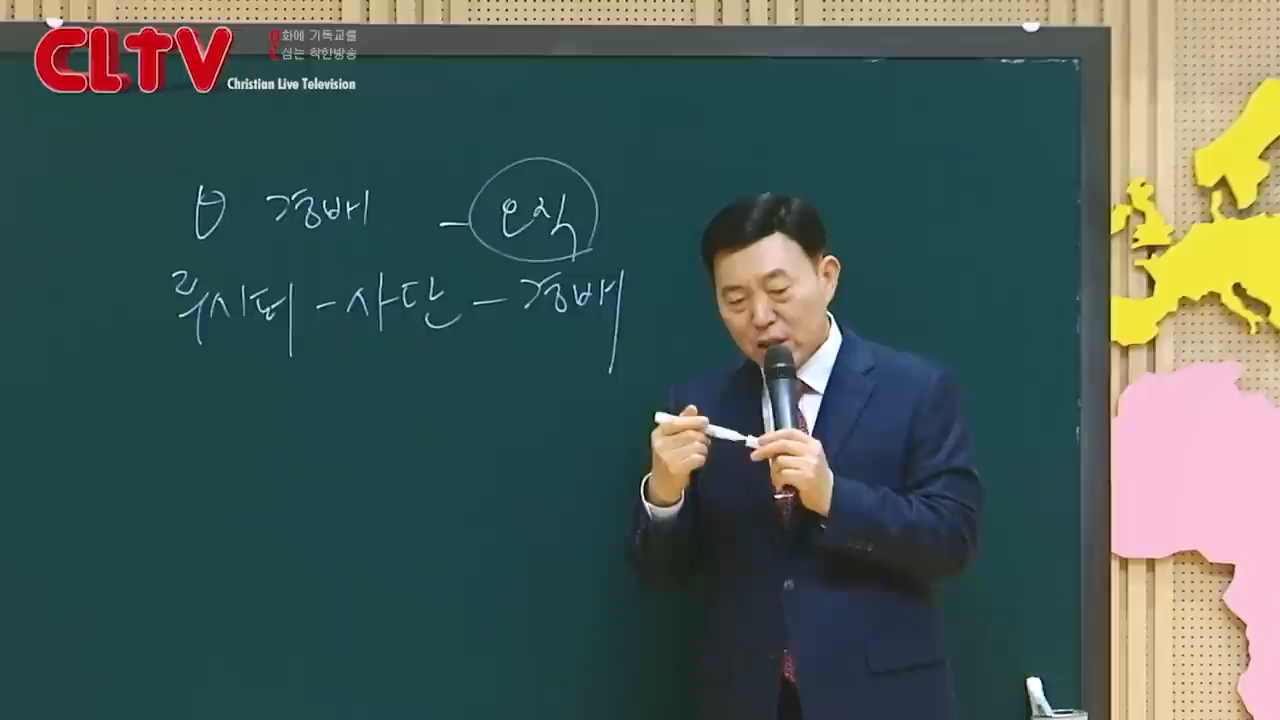 CLTV
화에 기독교를
심는 착한방송
Christian Live Television
θ 경배 - 오직
루시퍼 - 사단 - 경배